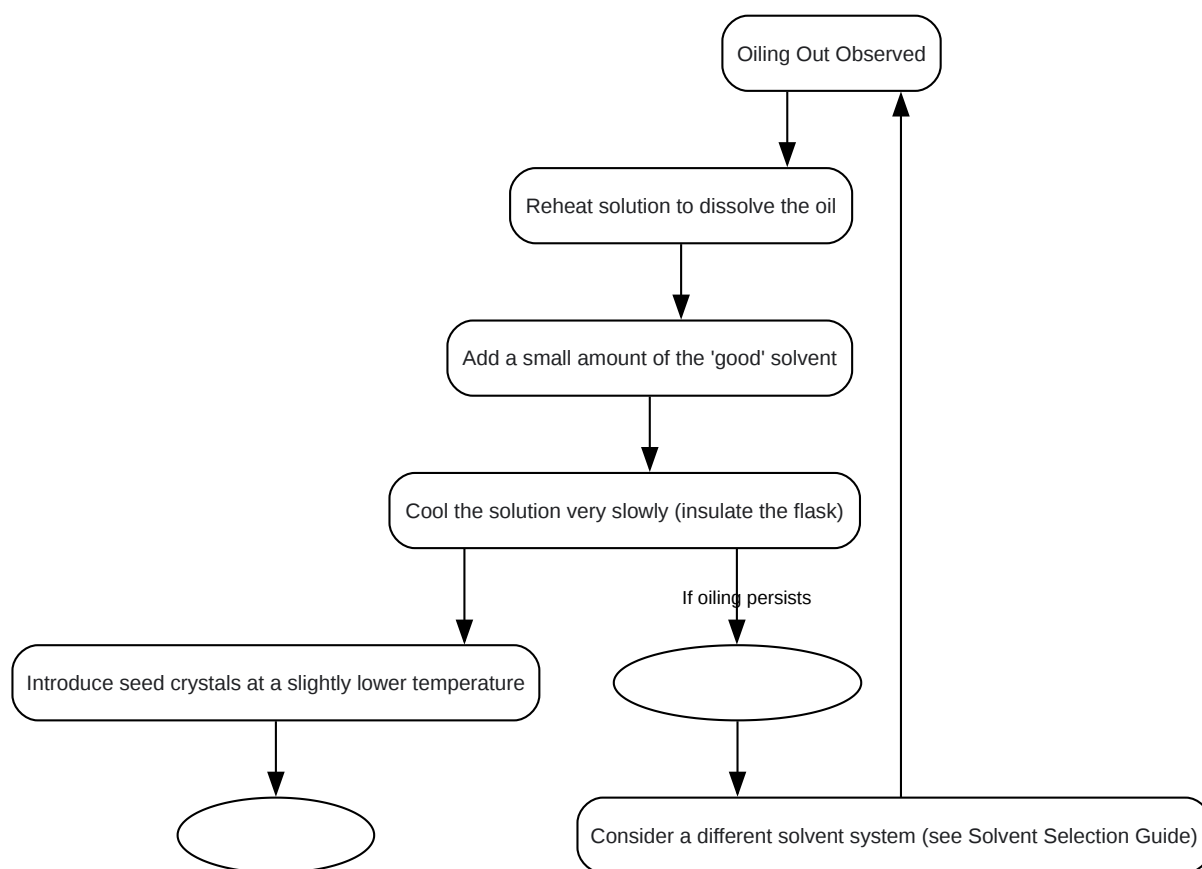 Oiling Out Observed
Reheat solution to dissolve the oil
Add a small amount of the 'good' solvent
Cool the solution very slowly (insulate the flask)
If oiling persists
Introduce seed crystals at a slightly lower temperature
Consider a different solvent system (see Solvent Selection Guide)